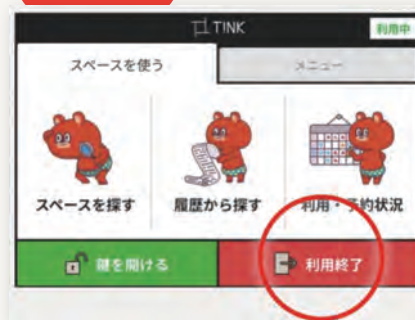 TINK
利用中
スペースを使う
メニュー
スペースを探す
履歴から探す
利用・予約状況
鍵を開ける
利用終了